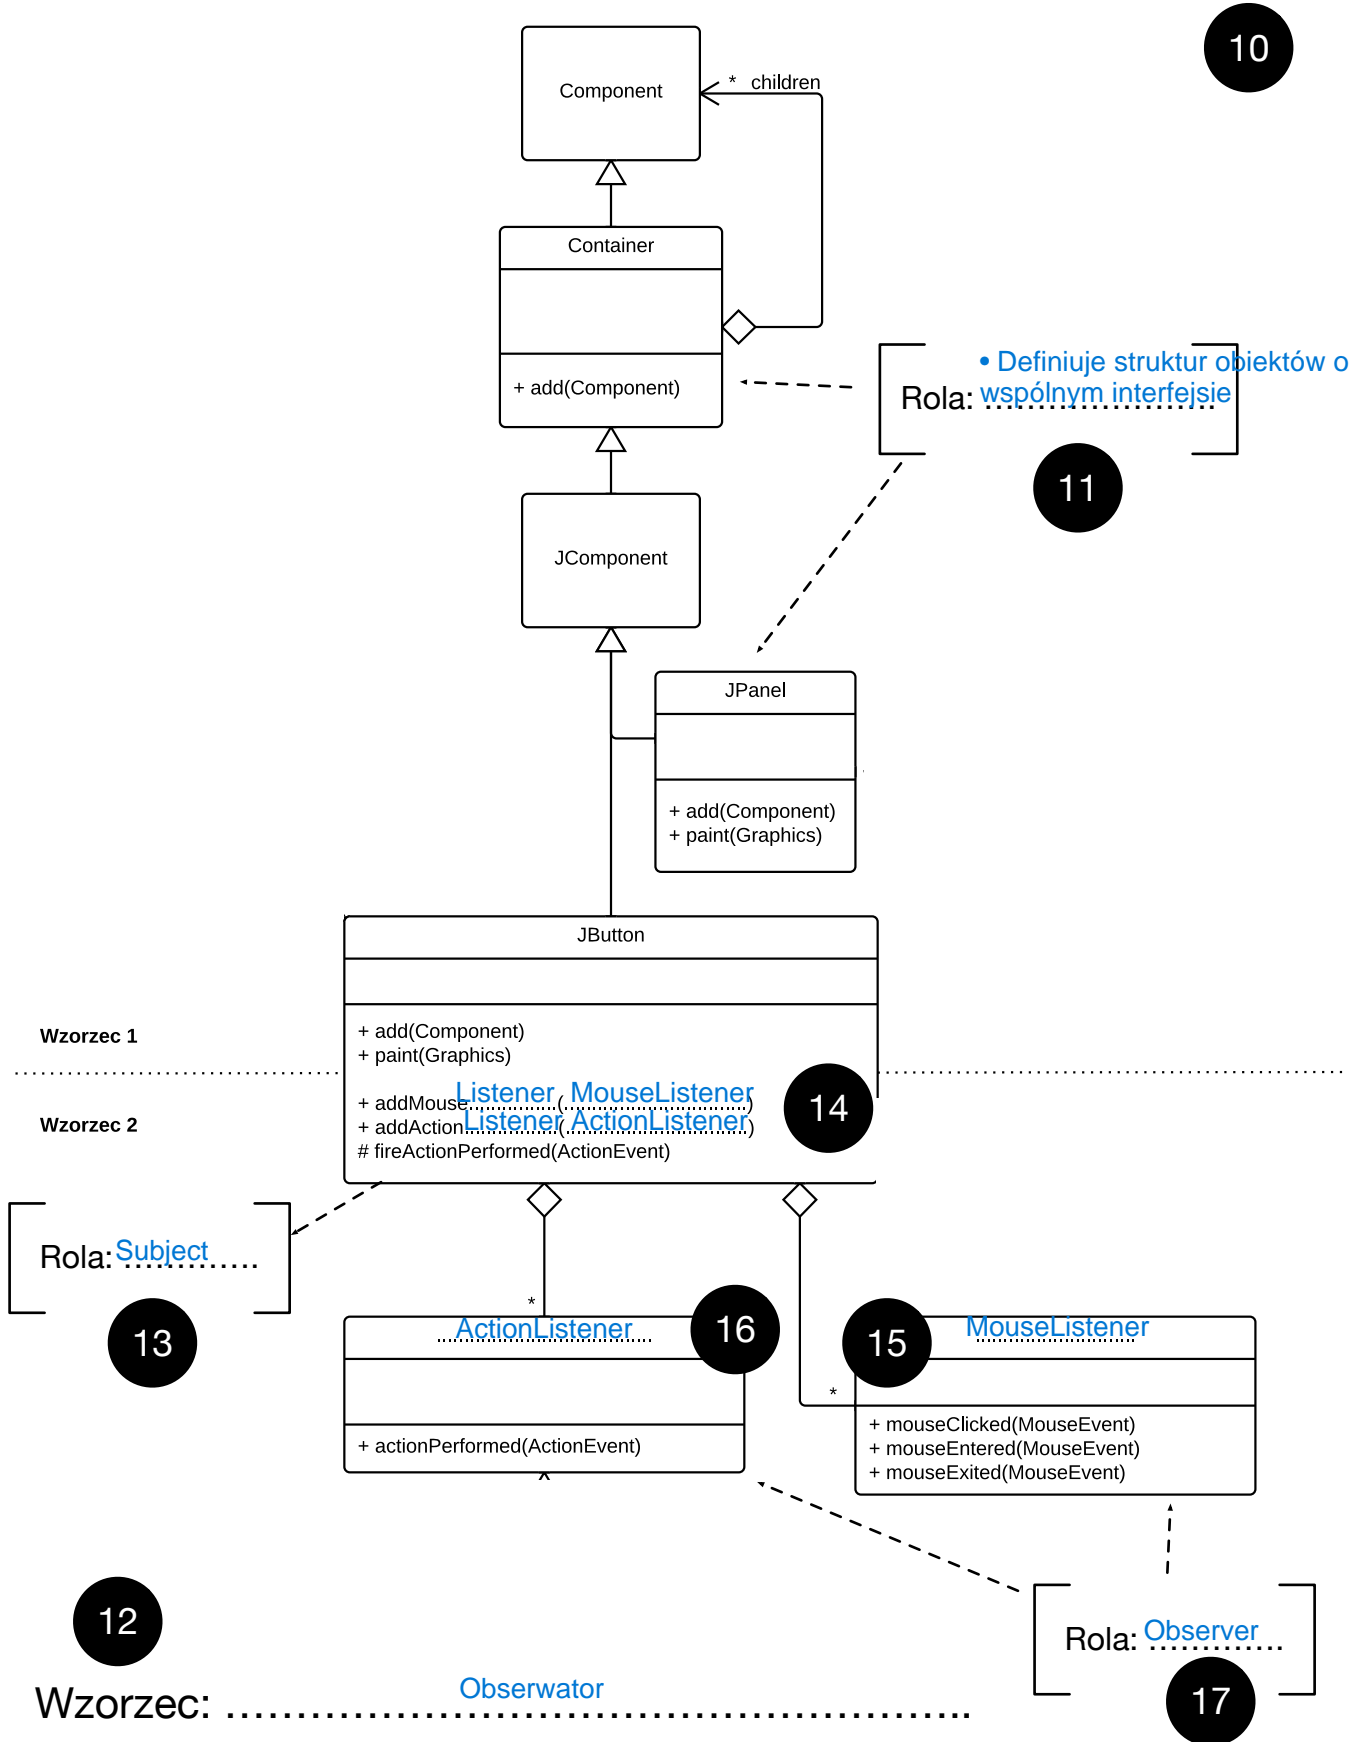 10
Component
* children
Container
+ add(Component)
• Definiuje struktur obiektów o
wspólnym interfejsie
Rola: ......................
11
JComponent
JPanel
+ add(Component)
+ paint(Graphics)
JButton
+ add(Component)
+ paint(Graphics)
Wzorzec 1
Wzorzec 2
+ addMouseListener( MouseListener)
+ addActionListener( ActionListener)
# fireActionPerformed(ActionEvent)
14
Rola: Subject
13
*
ActionListener
16
15
MouseListener
*
+ actionPerformed(ActionEvent)
+ mouseClicked(MouseEvent)
+ mouseEntered(MouseEvent)
+ mouseExited(MouseEvent)
12
Rola: Observer
17
Wzorzec: Obserwator